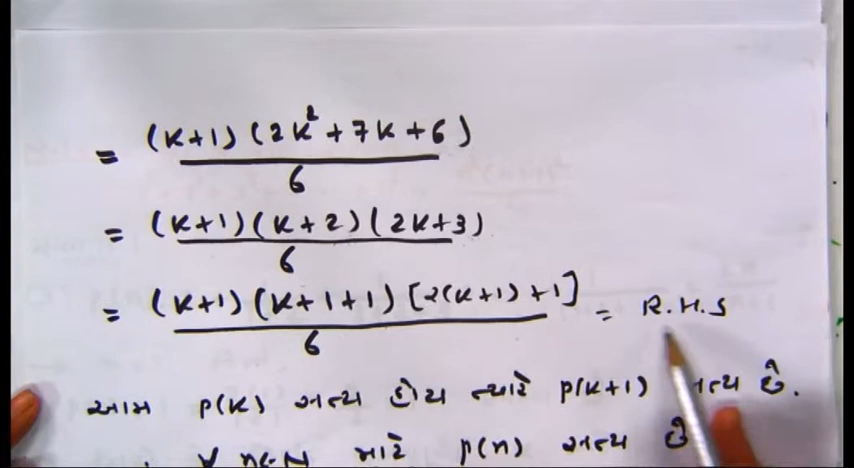 = (k+1)(2k²+7k+6) / 6
= (k+1)(k+2)(2k+3) / 6
= (k+1)(k+1+1)[2(k+1)+1] / 6 = R.H.S
આમ P(k) સત્ય હોય ત્યારે P(k+1) સત્ય છે.
∴ ∀ n∈N માટે P(n) સત્ય છે